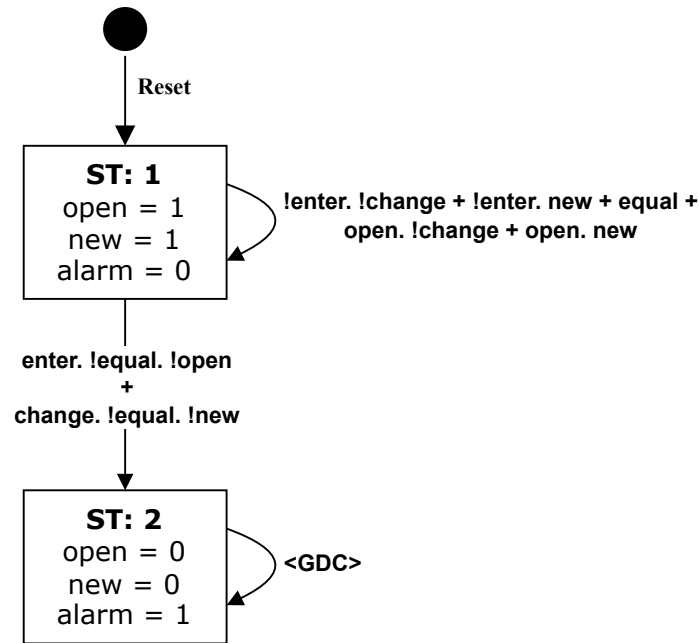 Reset
ST: 1
open = 1
new = 1
alarm = 0
!enter. !change + !enter. new + equal +
open. !change + open. new
enter. !equal. !open
+
change. !equal. !new
ST: 2
open = 0
new = 0
alarm = 1
<GDC>